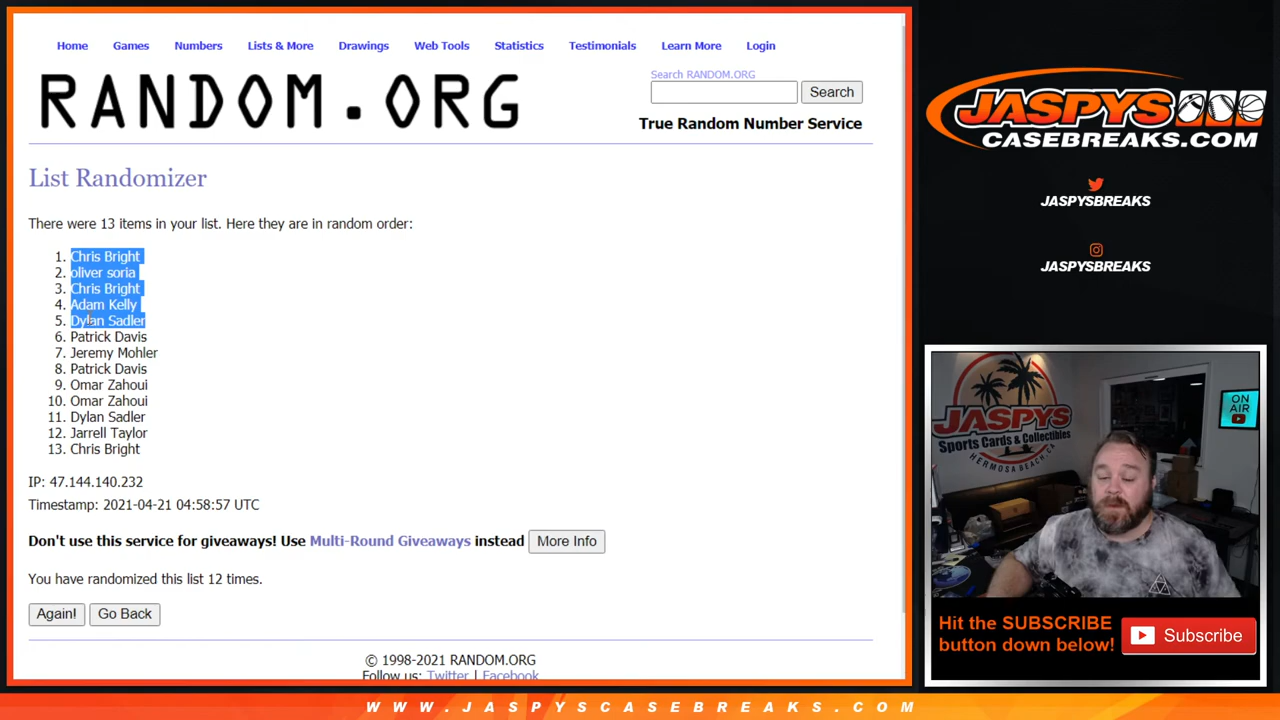 Home Games Numbers Lists & More Drawings Web Tools Statistics Testimonials Learn More Login
RANDOM.ORG
Search RANDOM.ORG
Search
True Random Number Service
List Randomizer
There were 13 items in your list. Here they are in random order:
1. Chris Bright
2. oliver soria
3. Chris Bright
4. Adam Kelly
5. Dylan Sadler
6. Patrick Davis
7. Jeremy Mohler
8. Patrick Davis
9. Omar Zahoui
10. Omar Zahoui
11. Dylan Sadler
12. Jarrell Taylor
13. Chris Bright
IP: 47.144.140.232
Timestamp: 2021-04-21 04:58:57 UTC
Don't use this service for giveaways! Use Multi-Round Giveaways instead More Info
You have randomized this list 12 times.
Again! Go Back
© 1998-2021 RANDOM.ORG
Follow us: Twitter | Facebook
JASPYS
CASEBREAKS.COM
JASPYSBREAKS
JASPYSBREAKS
JASPYS
Sports Cards & Collectibles
HERMOSA BEACH, CA
ON
AIR
Hit the SUBSCRIBE
button down below!
Subscribe
WWW.JASPYSCASEBREAKS.COM